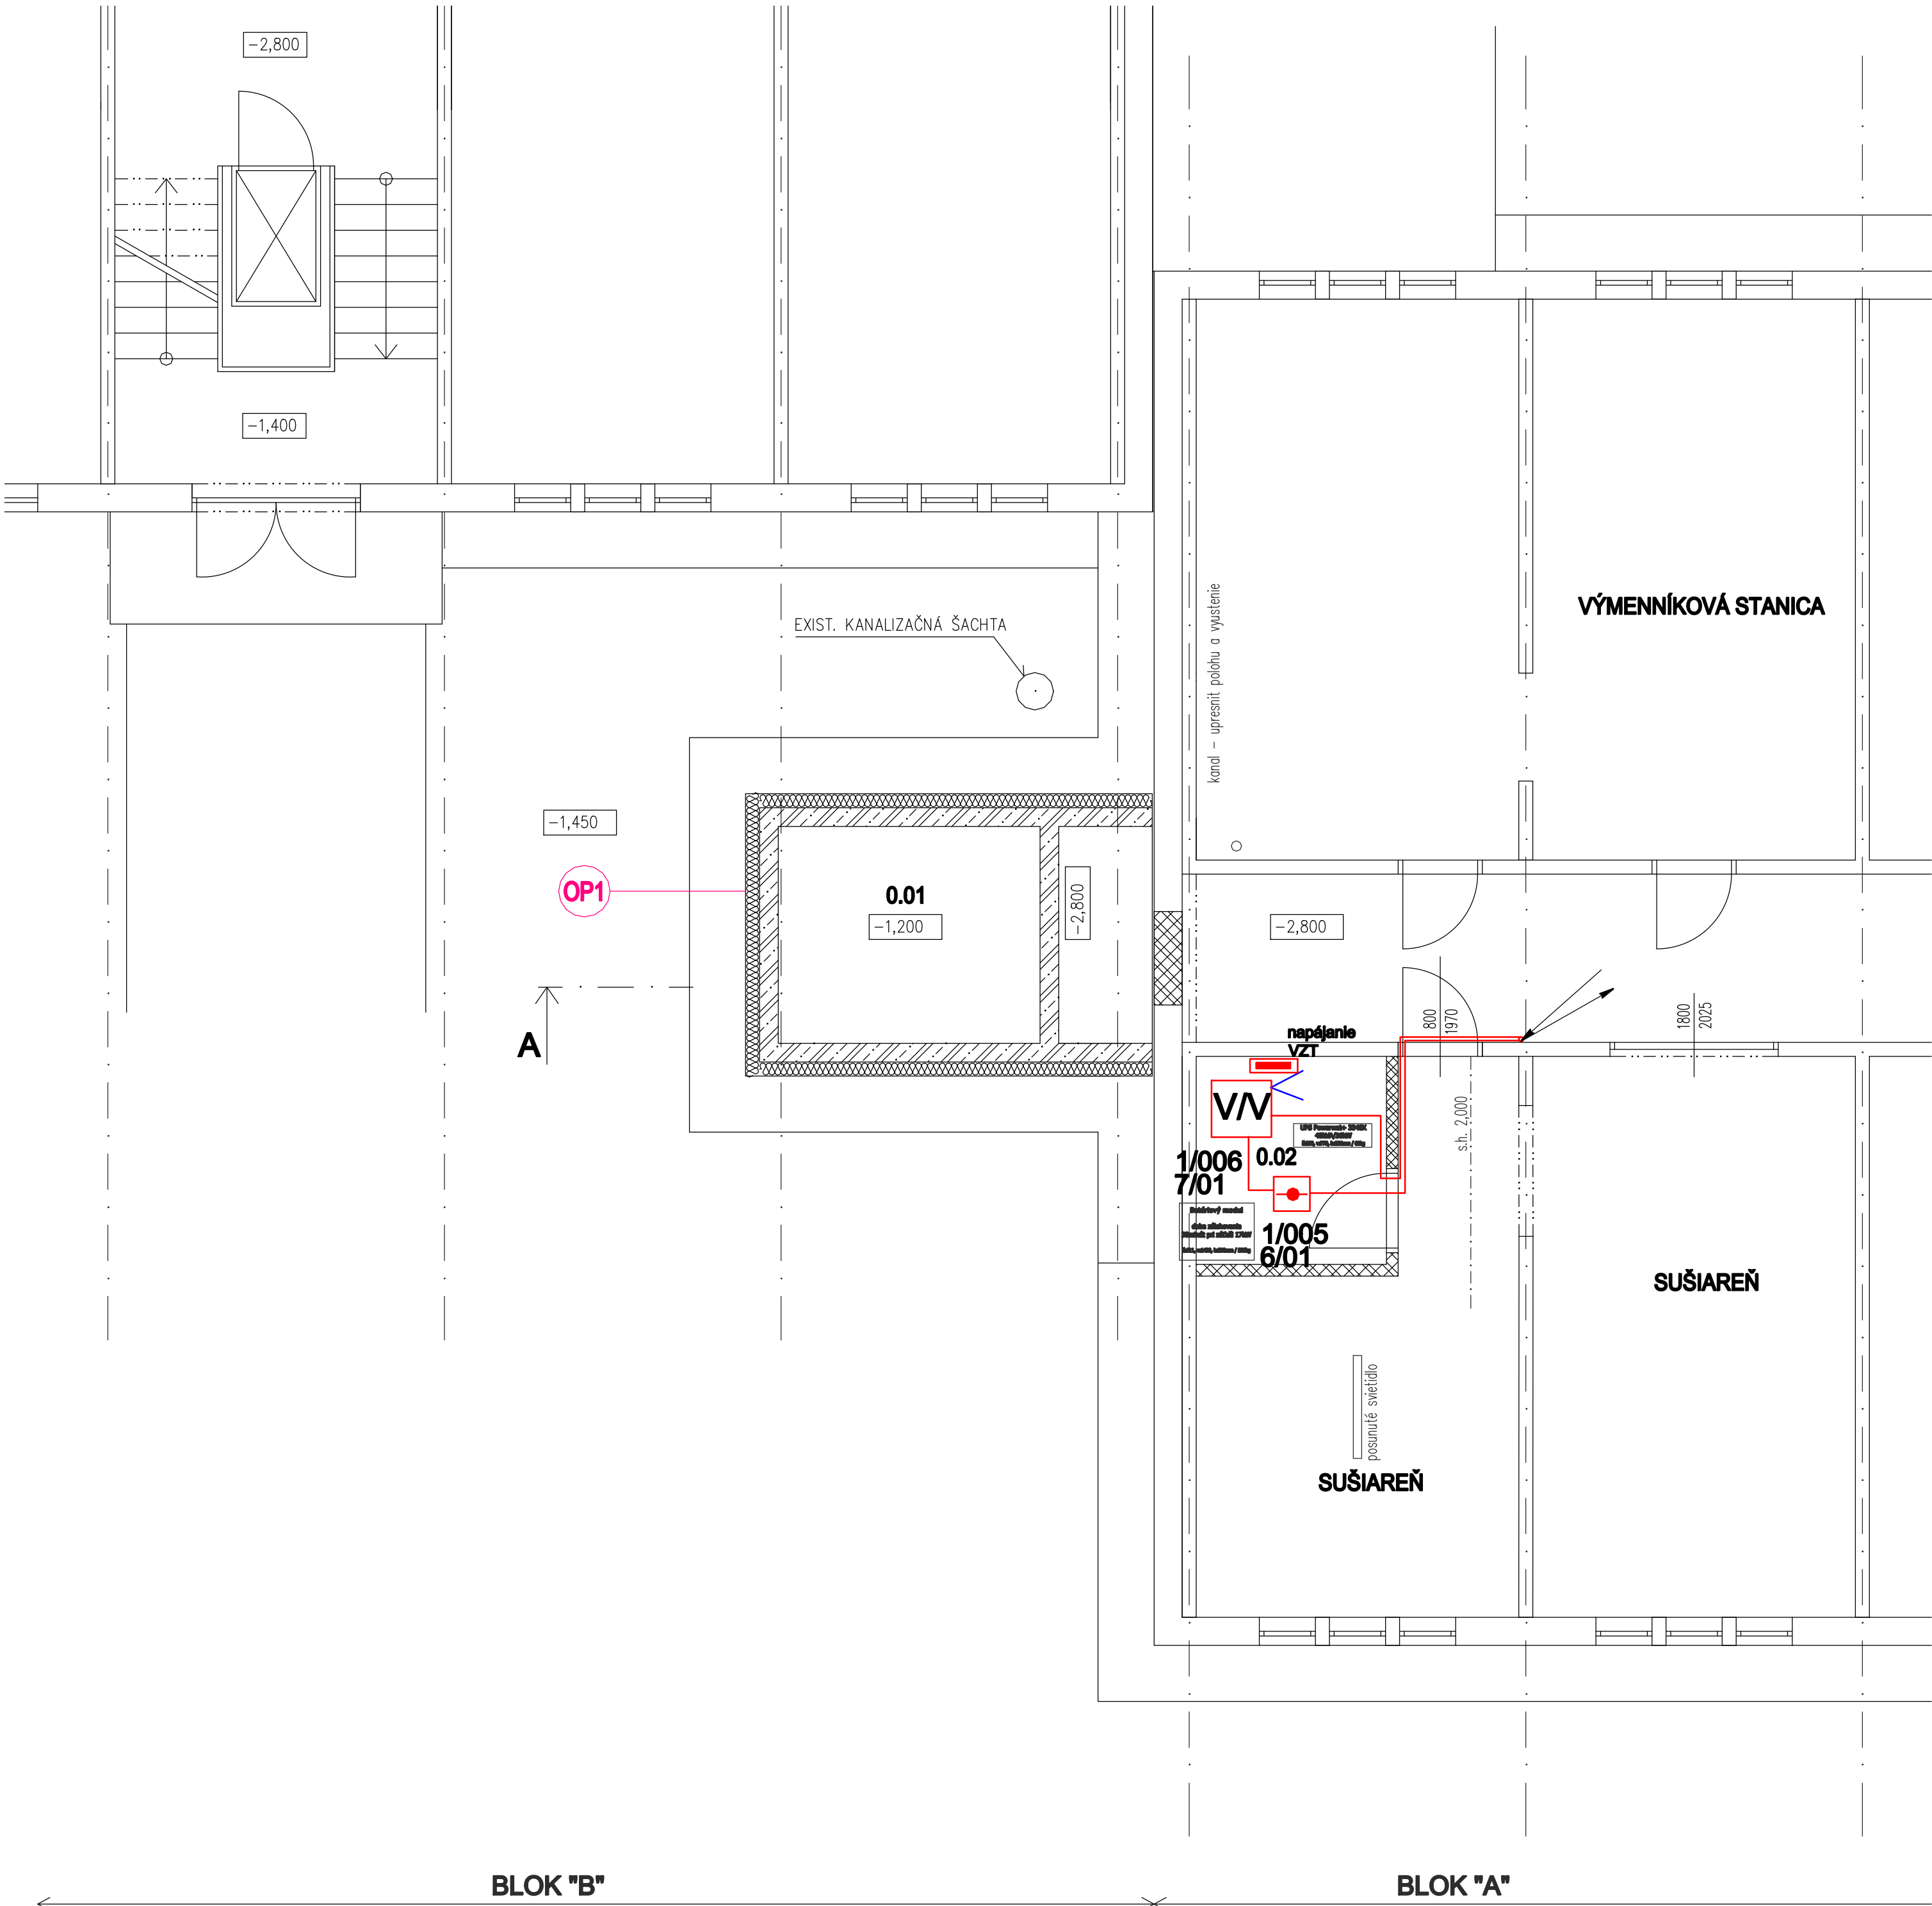 -2,800
-1,400
EXIST. KANALIZAČNÁ ŠACHTA
kanal - upresnit polohu a vyustenie
VÝMENNÍKOVÁ STANICA
-1,450
OP1
0.01
-1,200
-2,800
-2,800
A
800
1970
1800
2025
napájanie
VZT
V/V
s.h. 2,000
1/006
7/01
0.02
Batériový modul
1/005
6/01
SUŠIAREŇ
posunuté svietidlo
SUŠIAREŇ
BLOK "B"
BLOK "A"